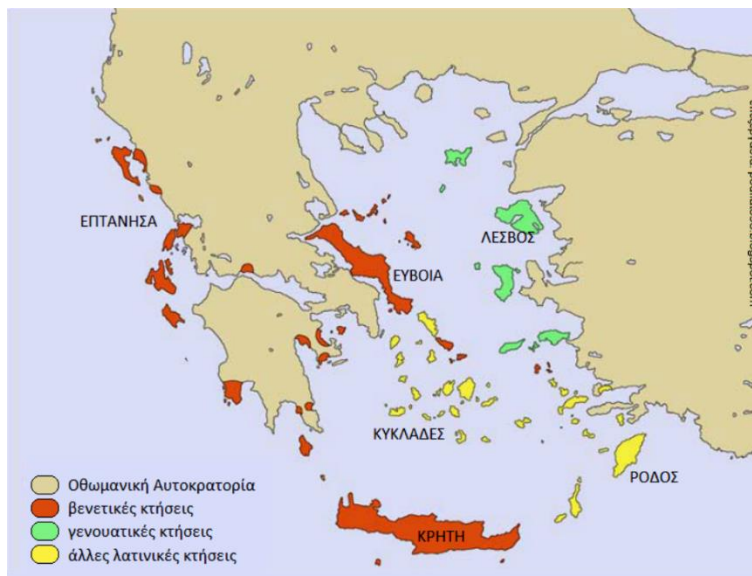 ΕΠΤΑΝΗΣΑ
ΛΕΣΒΟΣ
ΕΥΒΟΙΑ
ΚΥΚΛΑΔΕΣ
ΡΟΔΟΣ
ΚΡΗΤΗ
Οθωμανική Αυτοκρατορία
βενετικές κτήσεις
γενουατικές κτήσεις
άλλες λατινικές κτήσεις